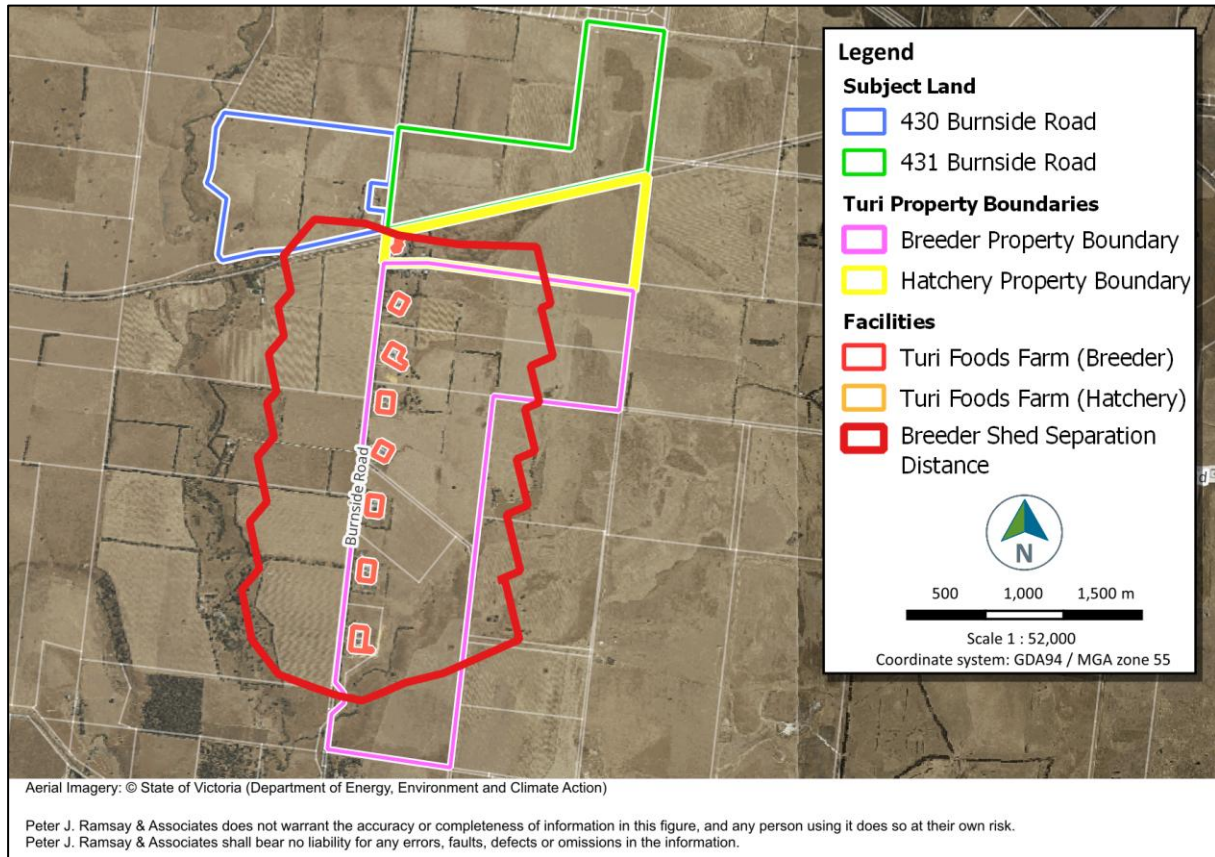 Legend
Subject Land
430 Burnside Road
431 Burnside Road
Turi Property Boundaries
Breeder Property Boundary
Hatchery Property Boundary
Facilities
Turi Foods Farm (Breeder)
Turi Foods Farm (Hatchery)
Breeder Shed Separation
Distance
N
500 1,000 1,500 m
Scale 1 : 52,000
Coordinate system: GDA94 / MGA zone 55
Burnside Road
d
Aerial Imagery: © State of Victoria (Department of Energy, Environment and Climate Action)
Peter J. Ramsay & Associates does not warrant the accuracy or completeness of information in this figure, and any person using it does so at their own risk.
Peter J. Ramsay & Associates shall bear no liability for any errors, faults, defects or omissions in the information.